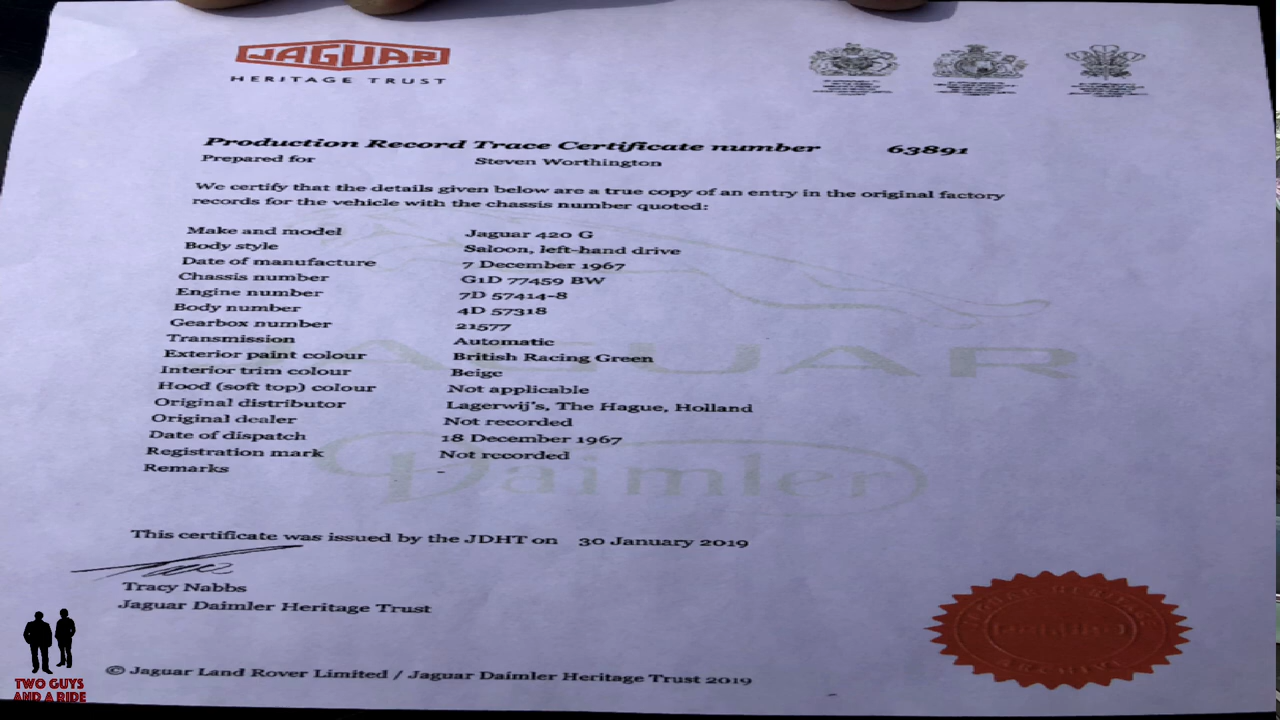 JAGUAR
HERITAGE TRUST
Production Record Trace Certificate number 63891
Prepared for Steven Worthington
We certify that the details given below are a true copy of an entry in the original factory
records for the vehicle with the chassis number quoted:
Make and model Jaguar 420 G
Body style Saloon, left-hand drive
Date of manufacture 7 December 1967
Chassis number G1D 77459 BW
Engine number 7D 57414-8
Body number 4D 57318
Gearbox number 21577
Transmission Automatic
Exterior paint colour British Racing Green
Interior trim colour Beige
Hood (soft top) colour Not applicable
Original distributor Lagerwij's, The Hague, Holland
Original dealer Not recorded
Date of dispatch 18 December 1967
Registration mark Not recorded
Remarks -
JAGUAR
Daimler
This certificate was issued by the JDHT on 30 January 2019
Tracy Nabbs
Jaguar Daimler Heritage Trust
© Jaguar Land Rover Limited / Jaguar Daimler Heritage Trust 2019
JAGUAR HERITAGE
ARCHIVE
TWO GUYS
AND A RIDE